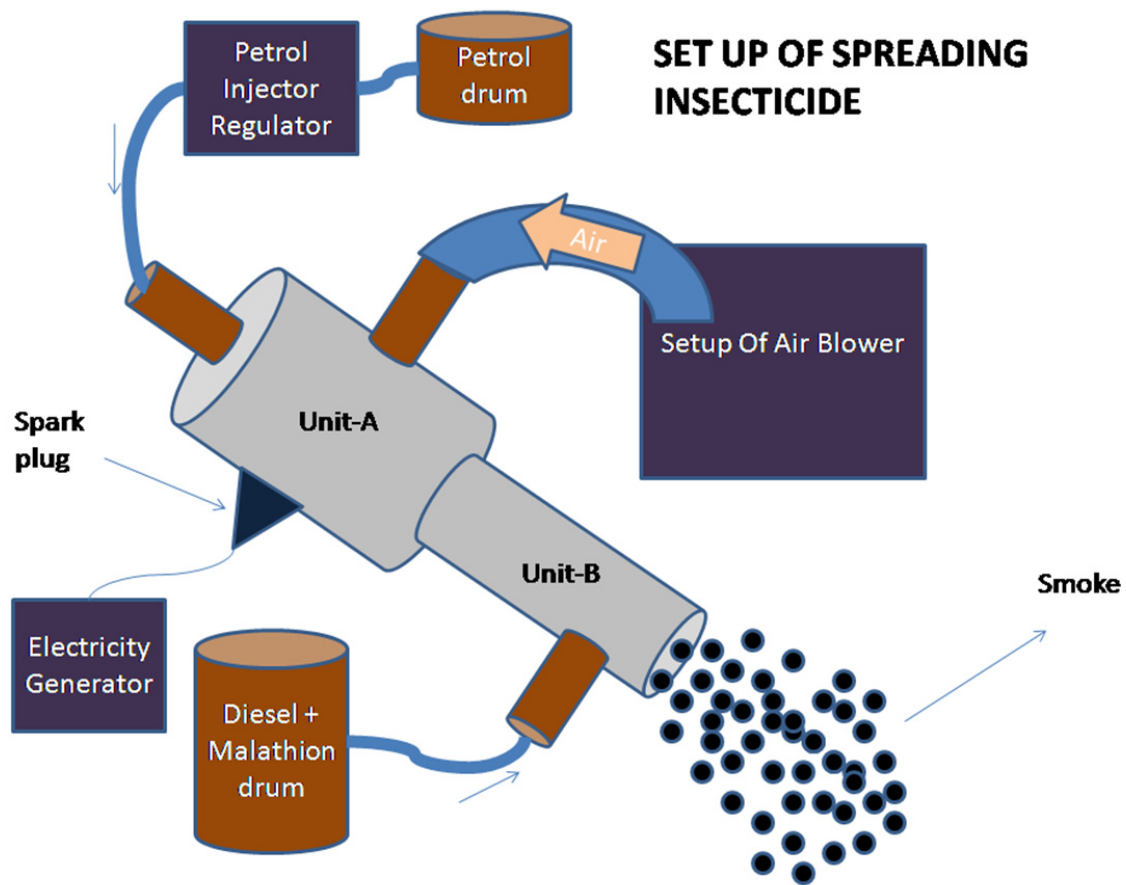 Petrol
Injector
Regulator
Petrol
drum
SET UP OF SPREADING
INSECTICIDE
Air
Setup Of Air Blower
Unit-A
Spark
plug
Unit-B
Smoke
Electricity
Generator
Diesel +
Malathion
drum